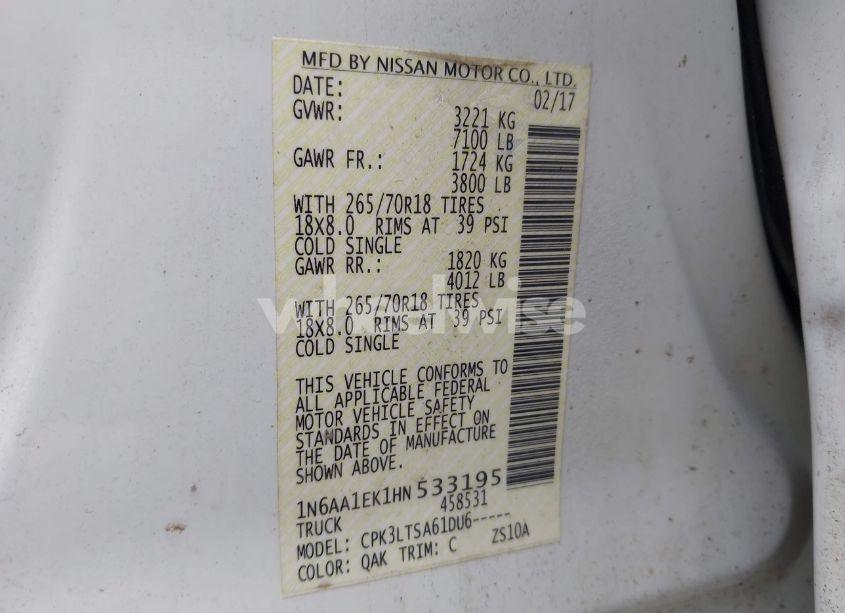 MFD BY NISSAN MOTOR CO., LTD.
DATE: 02/17
GVWR: 3221 KG
7100 LB
GAWR FR.: 1724 KG
3800 LB
WITH 265/70R18 TIRES
18X8.0 RIMS AT 39 PSI
COLD SINGLE
GAWR RR.: 1820 KG
4012 LB
WITH 265/70R18 TIRES
18X8.0 RIMS AT 39 PSI
COLD SINGLE
wheelwise
THIS VEHICLE CONFORMS TO
ALL APPLICABLE FEDERAL
MOTOR VEHICLE SAFETY
STANDARDS IN EFFECT ON
THE DATE OF MANUFACTURE
SHOWN ABOVE.
1N6AA1EK1HN533195
TRUCK 458531
MODEL: CPK3LTSA61DU6-----
COLOR: QAK TRIM: C ZS10A